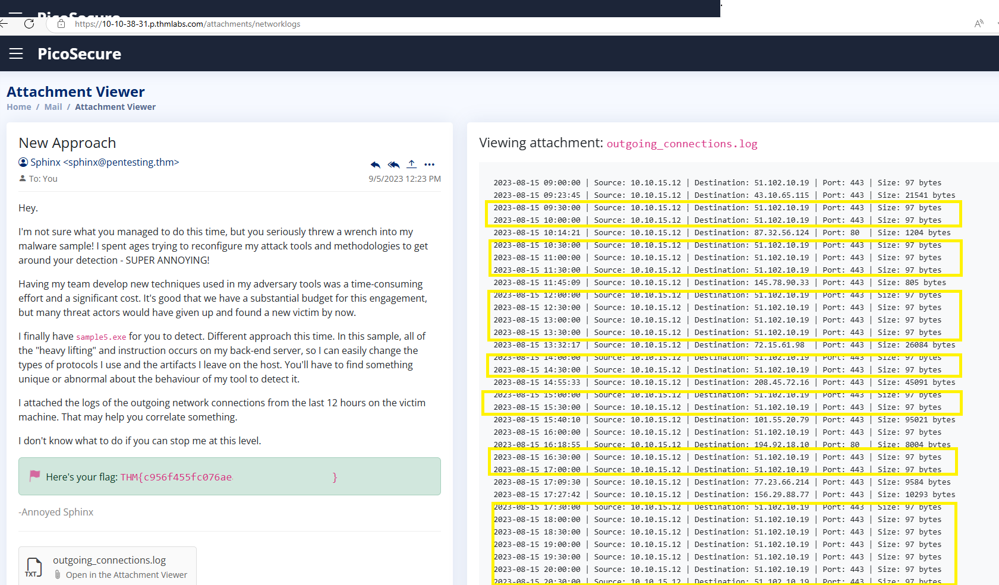 PicoSecure
https://10-10-38-31.p.thmlabs.com/attachments/networklogs
PicoSecure
Attachment Viewer
Home / Mail / Attachment Viewer
New Approach
Sphinx <sphinx@pentesting.thm>
To: You
9/5/2023 12:23 PM
Hey.
I'm not sure what you managed to do this time, but you seriously threw a wrench into my
malware sample! I spent ages trying to reconfigure my attack tools and methodologies to get
around your detection - SUPER ANNOYING!
Having my team develop new techniques used in my adversary tools was a time-consuming
effort and a significant cost. It's good that we have a substantial budget for this engagement,
but many threat actors would have given up and found a new victim by now.
I finally have sample5.exe for you to detect. Different approach this time. In this sample, all of
the "heavy lifting" and instruction occurs on my back-end server, so I can easily change the
types of protocols I use and the artifacts I leave on the host. You'll have to find something
unique or abnormal about the behaviour of my tool to detect it.
I attached the logs of the outgoing network connections from the last 12 hours on the victim
machine. That may help you correlate something.
I don't know what to do if you can stop me at this level.
Here's your flag: THM{c956f455fc076ae }
-Annoyed Sphinx
outgoing_connections.log
TXT
Open in the Attachment Viewer
Viewing attachment: outgoing_connections.log
2023-08-15 09:00:00 | Source: 10.10.15.12 | Destination: 51.102.10.19 | Port: 443 | Size: 97 bytes
2023-08-15 09:23:45 | Source: 10.10.15.12 | Destination: 43.10.65.115 | Port: 443 | Size: 21541 bytes
2023-08-15 09:30:00 | Source: 10.10.15.12 | Destination: 51.102.10.19 | Port: 443 | Size: 97 bytes
2023-08-15 10:00:00 | Source: 10.10.15.12 | Destination: 51.102.10.19 | Port: 443 | Size: 97 bytes
2023-08-15 10:14:21 | Source: 10.10.15.12 | Destination: 87.32.56.124 | Port: 80 | Size: 1204 bytes
2023-08-15 10:30:00 | Source: 10.10.15.12 | Destination: 51.102.10.19 | Port: 443 | Size: 97 bytes
2023-08-15 11:00:00 | Source: 10.10.15.12 | Destination: 51.102.10.19 | Port: 443 | Size: 97 bytes
2023-08-15 11:30:00 | Source: 10.10.15.12 | Destination: 51.102.10.19 | Port: 443 | Size: 97 bytes
2023-08-15 11:45:09 | Source: 10.10.15.12 | Destination: 145.78.90.33 | Port: 443 | Size: 805 bytes
2023-08-15 12:00:00 | Source: 10.10.15.12 | Destination: 51.102.10.19 | Port: 443 | Size: 97 bytes
2023-08-15 12:30:00 | Source: 10.10.15.12 | Destination: 51.102.10.19 | Port: 443 | Size: 97 bytes
2023-08-15 13:00:00 | Source: 10.10.15.12 | Destination: 51.102.10.19 | Port: 443 | Size: 97 bytes
2023-08-15 13:30:00 | Source: 10.10.15.12 | Destination: 51.102.10.19 | Port: 443 | Size: 97 bytes
2023-08-15 13:32:17 | Source: 10.10.15.12 | Destination: 72.15.61.98 | Port: 443 | Size: 26084 bytes
2023-08-15 14:00:00 | Source: 10.10.15.12 | Destination: 51.102.10.19 | Port: 443 | Size: 97 bytes
2023-08-15 14:30:00 | Source: 10.10.15.12 | Destination: 51.102.10.19 | Port: 443 | Size: 97 bytes
2023-08-15 14:55:33 | Source: 10.10.15.12 | Destination: 208.45.72.16 | Port: 443 | Size: 45091 bytes
2023-08-15 15:00:00 | Source: 10.10.15.12 | Destination: 51.102.10.19 | Port: 443 | Size: 97 bytes
2023-08-15 15:30:00 | Source: 10.10.15.12 | Destination: 51.102.10.19 | Port: 443 | Size: 97 bytes
2023-08-15 15:40:10 | Source: 10.10.15.12 | Destination: 101.55.20.79 | Port: 443 | Size: 95021 bytes
2023-08-15 16:00:00 | Source: 10.10.15.12 | Destination: 51.102.10.19 | Port: 443 | Size: 97 bytes
2023-08-15 16:18:55 | Source: 10.10.15.12 | Destination: 194.92.18.10 | Port: 80 | Size: 8004 bytes
2023-08-15 16:30:00 | Source: 10.10.15.12 | Destination: 51.102.10.19 | Port: 443 | Size: 97 bytes
2023-08-15 17:00:00 | Source: 10.10.15.12 | Destination: 51.102.10.19 | Port: 443 | Size: 97 bytes
2023-08-15 17:09:30 | Source: 10.10.15.12 | Destination: 77.23.66.214 | Port: 443 | Size: 9584 bytes
2023-08-15 17:27:42 | Source: 10.10.15.12 | Destination: 156.29.88.77 | Port: 443 | Size: 10293 bytes
2023-08-15 17:30:00 | Source: 10.10.15.12 | Destination: 51.102.10.19 | Port: 443 | Size: 97 bytes
2023-08-15 18:00:00 | Source: 10.10.15.12 | Destination: 51.102.10.19 | Port: 443 | Size: 97 bytes
2023-08-15 18:30:00 | Source: 10.10.15.12 | Destination: 51.102.10.19 | Port: 443 | Size: 97 bytes
2023-08-15 19:00:00 | Source: 10.10.15.12 | Destination: 51.102.10.19 | Port: 443 | Size: 97 bytes
2023-08-15 19:30:00 | Source: 10.10.15.12 | Destination: 51.102.10.19 | Port: 443 | Size: 97 bytes
2023-08-15 20:00:00 | Source: 10.10.15.12 | Destination: 51.102.10.19 | Port: 443 | Size: 97 bytes
2023-08-15 20:30:00 | Source: 10.10.15.12 | Destination: 51.102.10.19 | Port: 443 | Size: 97 bytes